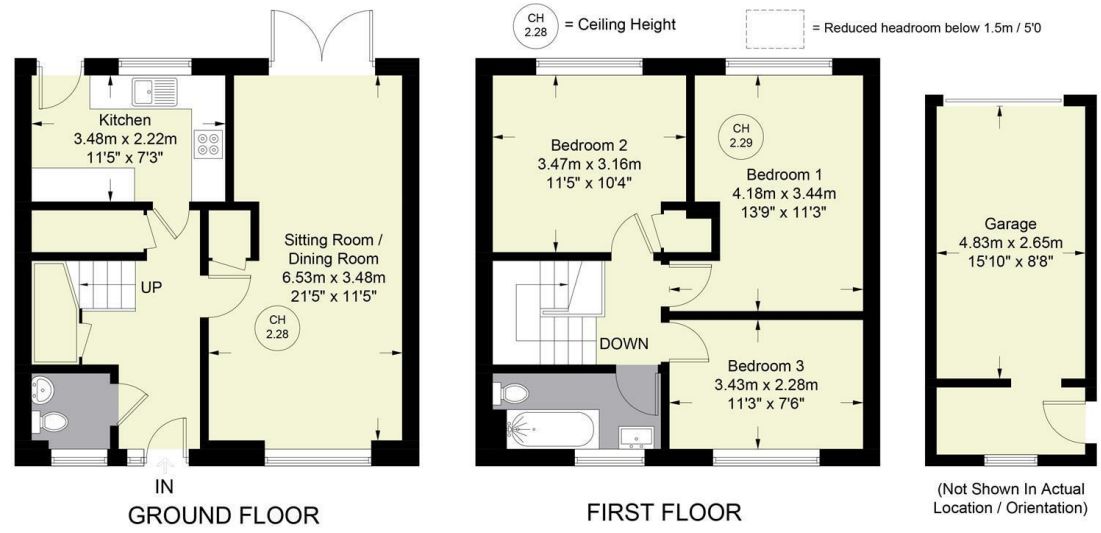 CH
2.28
= Ceiling Height
= Reduced headroom below 1.5m / 5'0
Kitchen
3.48m x 2.22m
11'5" x 7'3"
Sitting Room /
Dining Room
6.53m x 3.48m
21'5" x 11'5"
UP
CH
2.28
IN
GROUND FLOOR
Bedroom 2
3.47m x 3.16m
11'5" x 10'4"
CH
2.29
Bedroom 1
4.18m x 3.44m
13'9" x 11'3"
DOWN
Bedroom 3
3.43m x 2.28m
11'3" x 7'6"
FIRST FLOOR
Garage
4.83m x 2.65m
15'10" x 8'8"
(Not Shown In Actual
Location / Orientation)